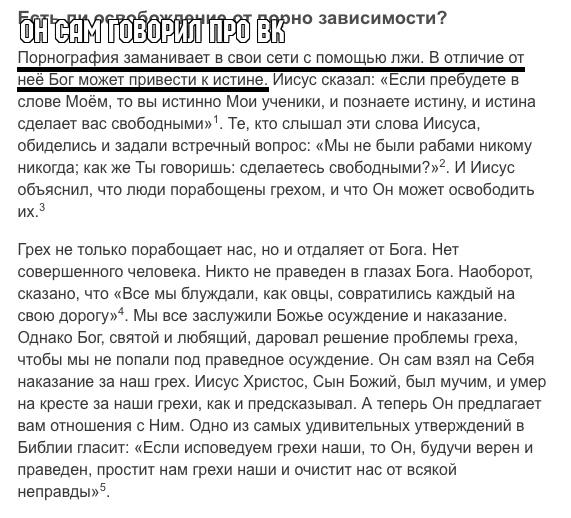 Есть ли освобождение от порно зависимости?
ОН САМ ГОВОРИЛ ПРО ВК
Порнография заманивает в свои сети с помощью лжи. В отличие от
неё Бог может привести к истине. Иисус сказал: «Если пребудете в
слове Моём, то вы истинно Мои ученики, и познаете истину, и истина
сделает вас свободными»¹. Те, кто слышал эти слова Иисуса,
обиделись и задали встречный вопрос: «Мы не были рабами никому
никогда; как же Ты говоришь: сделаетесь свободными?»². И Иисус
объяснил, что люди порабощены грехом, и что Он может освободить
их.³
Грех не только порабощает нас, но и отдаляет от Бога. Нет
совершенного человека. Никто не праведен в глазах Бога. Наоборот,
сказано, что «Все мы блуждали, как овцы, совратились каждый на
свою дорогу»⁴. Мы все заслужили Божье осуждение и наказание.
Однако Бог, святой и любящий, даровал решение проблемы греха,
чтобы мы не попали под праведное осуждение. Он сам взял на Себя
наказание за наш грех. Иисус Христос, Сын Божий, был мучим, и умер
на кресте за наши грехи, как и предсказывал. А теперь Он предлагает
вам отношения с Ним. Одно из самых удивительных утверждений в
Библии гласит: «Если исповедуем грехи наши, то Он, будучи верен и
праведен, простит нам грехи наши и очистит нас от всякой
неправды»⁵.